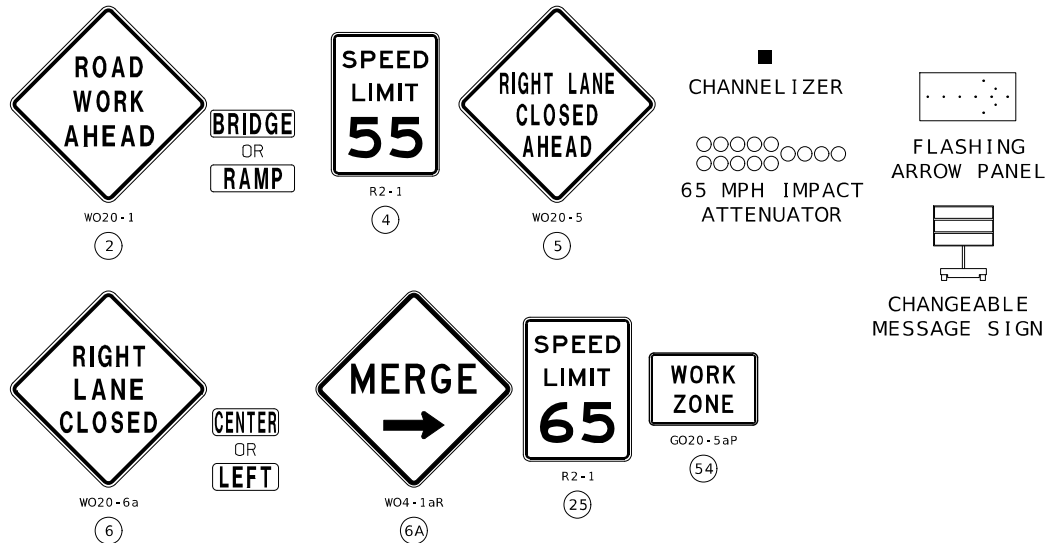 ROAD
WORK
AHEAD
WO20-1
2
BRIDGE
OR
RAMP
SPEED
LIMIT
55
R2-1
4
RIGHT LANE
CLOSED
AHEAD
WO20-5
5
CHANNELIZER
65 MPH IMPACT
ATTENUATOR
FLASHING
ARROW PANEL
CHANGEABLE
MESSAGE SIGN
RIGHT
LANE
CLOSED
WO20-6a
6
CENTER
OR
LEFT
MERGE
WO4-1aR
6A
SPEED
LIMIT
65
R2-1
25
WORK
ZONE
GO20-5aP
54